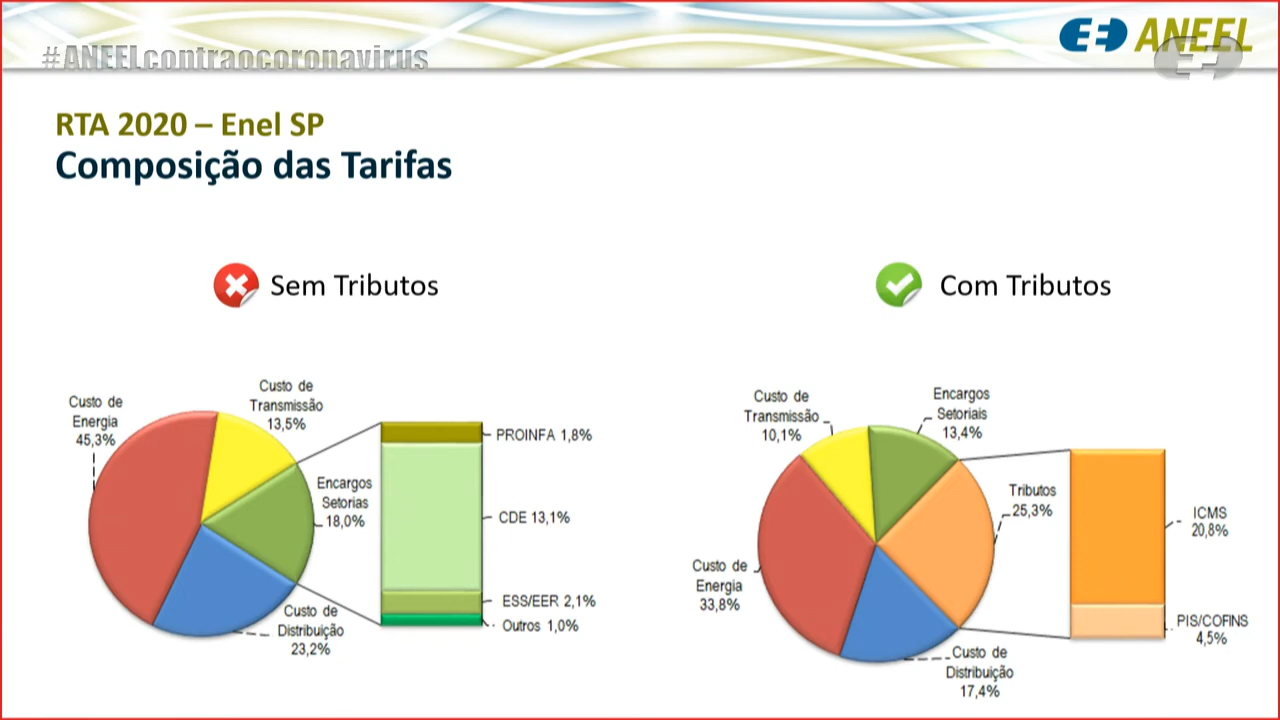 #ANEELcontraocoronavirus
ANEEL
RTA 2020 – Enel SP
Composição das Tarifas
Sem Tributos
Com Tributos
Custo de
Energia
45,3%
Custo de
Transmissão
13,5%
Encargos
Setorias
18,0%
Custo de
Distribuição
23,2%
PROINFA 1,8%
CDE 13,1%
ESS/EER 2,1%
Outros 1,0%
Custo de
Transmissão
10,1%
Encargos
Setoriais
13,4%
Tributos
25,3%
Custo de
Energia
33,8%
Custo de
Distribuição
17,4%
ICMS
20,8%
PIS/COFINS
4,5%